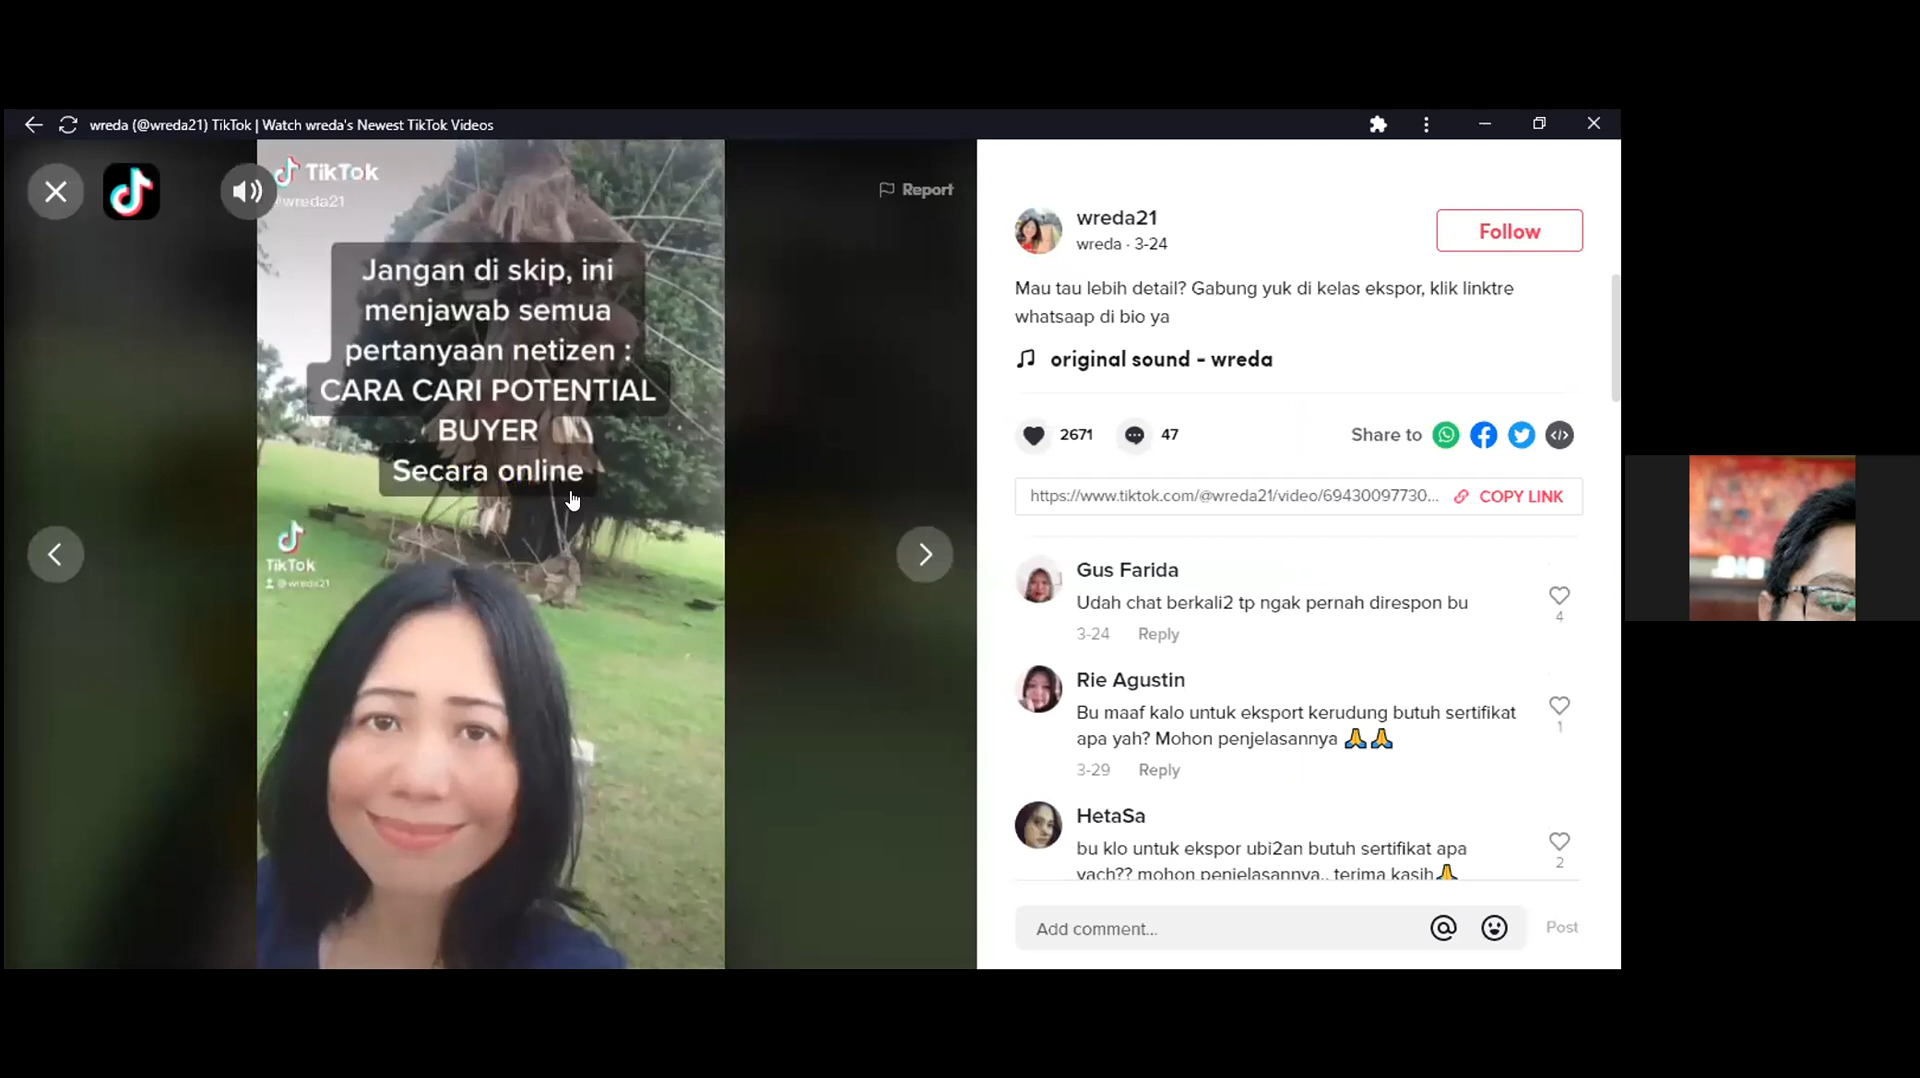 wreda (@wreda21) TikTok | Watch wreda's Newest TikTok Videos
TikTok
@wreda21
Report
Jangan di skip, ini
menjawab semua
pertanyaan netizen :
CARA CARI POTENTIAL
BUYER
Secara online
TikTok
@wreda21
wreda21
wreda · 3-24
Follow
Mau tau lebih detail? Gabung yuk di kelas ekspor, klik linktre
whatsaap di bio ya
original sound - wreda
2671
47
Share to
https://www.tiktok.com/@wreda21/video/69430097730...
COPY LINK
Gus Farida
Udah chat berkali2 tp ngak pernah direspon bu
4
3-24 Reply
Rie Agustin
Bu maaf kalo untuk eksport kerudung butuh sertifikat
apa yah? Mohon penjelasannya 🙏🙏
1
3-29 Reply
HetaSa
bu klo untuk ekspor ubi2an butuh sertifikat apa
yach?? mohon penjelasannya.. terima kasih🙏
2
Add comment...
Post